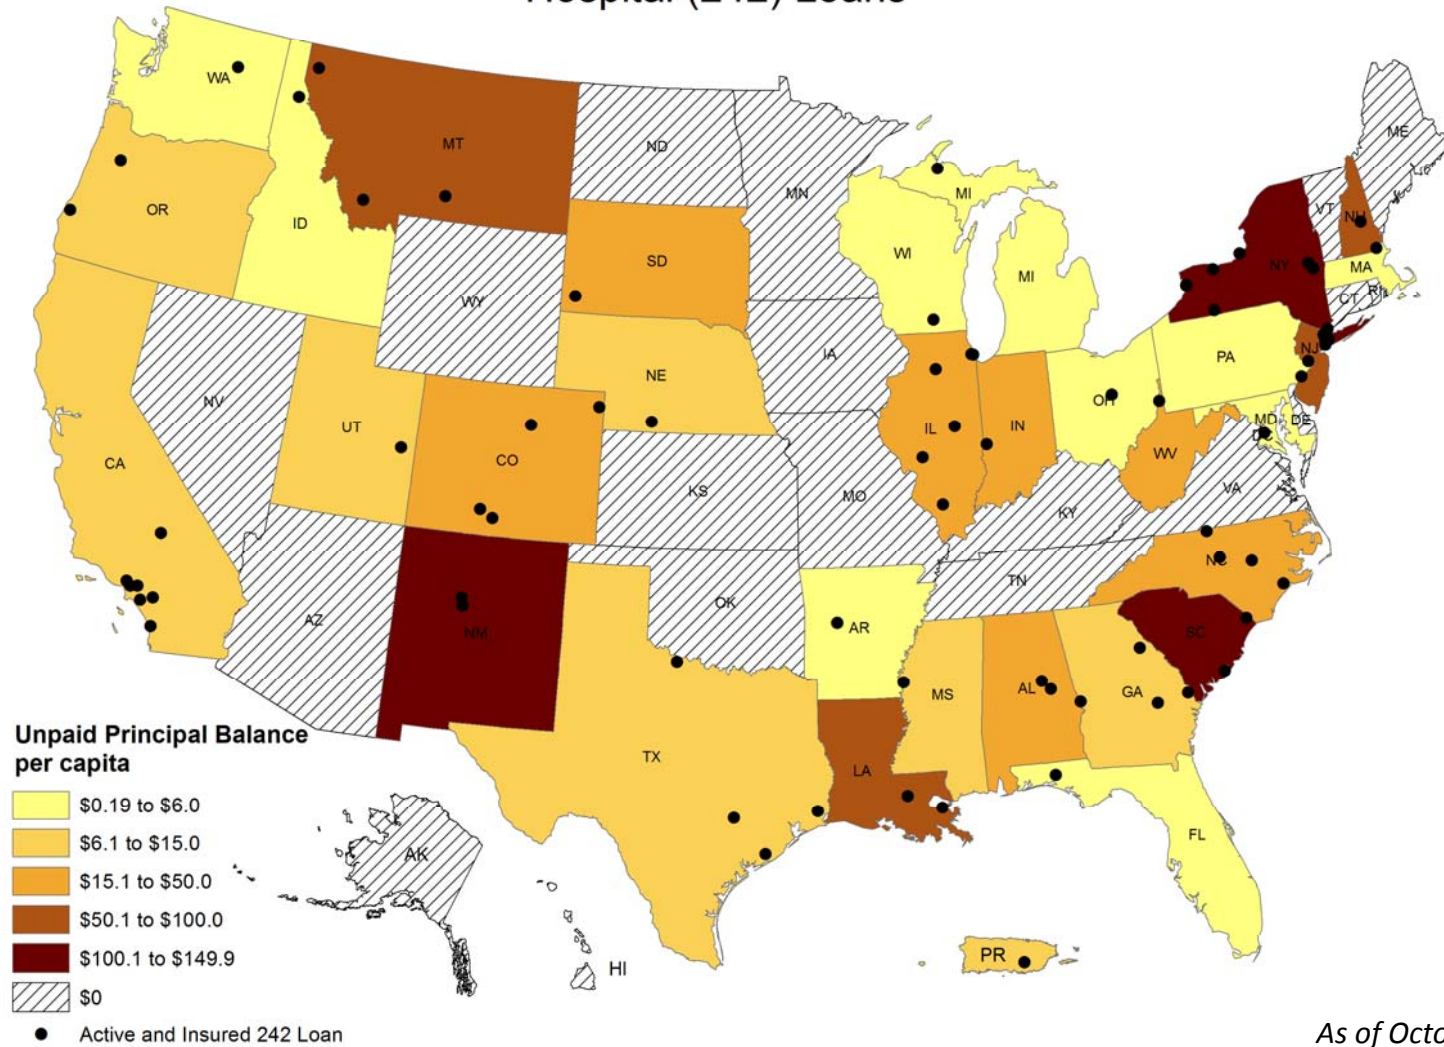 Hospital (242) Loans
WA
MT
ND
MN
ME
OR
ID
SD
WI
MI
MI
VT
NH
NY
MA
CT
RI
WY
IA
NE
PA
NJ
NV
UT
CO
IL
IN
OH
MD
DE
DC
CA
KS
MO
WV
VA
KY
AZ
NM
OK
AR
TN
NC
SC
TX
LA
MS
AL
GA
FL
AK
HI
PR
Unpaid Principal Balance
per capita
$0.19 to $6.0
$6.1 to $15.0
$15.1 to $50.0
$50.1 to $100.0
$100.1 to $149.9
$0
Active and Insured 242 Loan
As of Octo